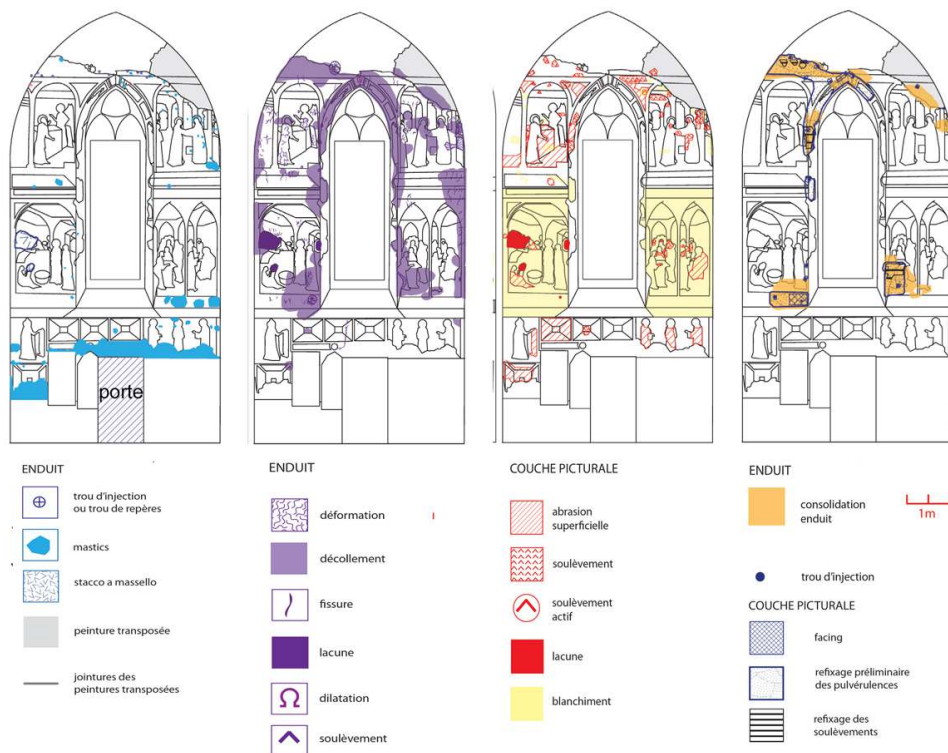 porte
ENDUIT
trou d'injection
ou trou de repères
mastics
stacco a massello
peinture transposée
jointures des
peintures transposées
ENDUIT
déformation
décollement
fissure
lacune
dilatation
soulèvement
COUCHE PICTURALE
abrasion
superficielle
soulèvement
soulèvement
actif
lacune
blanchiment
ENDUIT
consolidation
enduit
1m
trou d'injection
COUCHE PICTURALE
facing
refixage préliminaire
des pulvérulences
refixage des
soulèvements